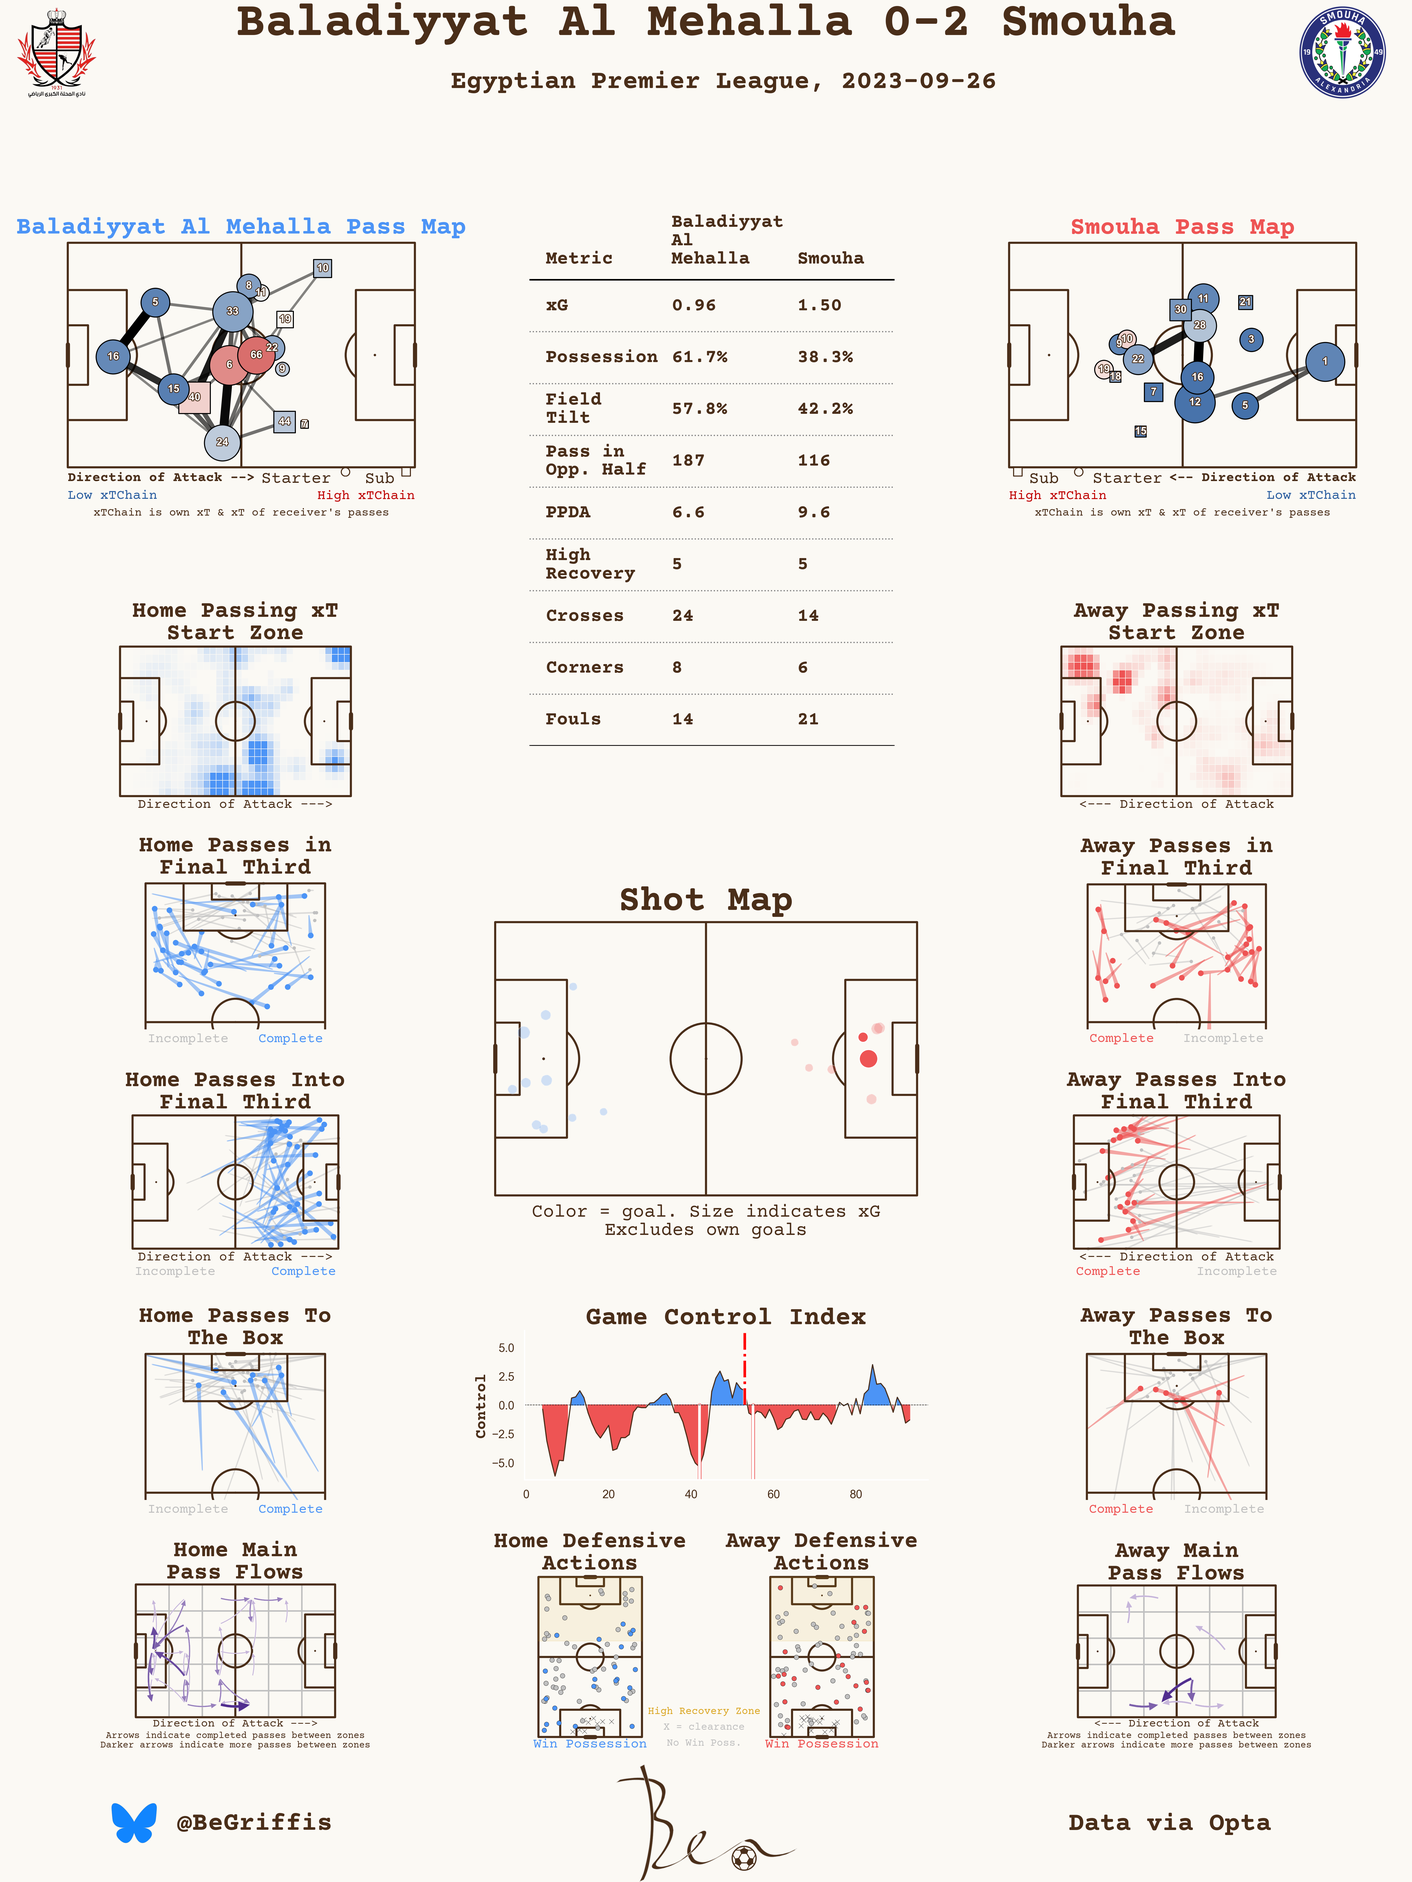 Baladiyyat Al Mehalla 0-2 Smouha
Egyptian Premier League, 2023-09-26
1931
نادي المحلة الكبرى الرياضي
SMOUHA
19 49
ALEXANDRIA
Baladiyyat Al Mehalla Pass Map
5
16
15
40
24
33
8
11
10
19
6
66
22
9
44
7
Direction of Attack --> Starter Sub
Low xTChain High xTChain
xTChain is own xT & xT of receiver's passes
Metric Baladiyyat Al Mehalla Smouha
xG 0.96 1.50
Possession 61.7% 38.3%
Field Tilt 57.8% 42.2%
Pass in Opp. Half 187 116
PPDA 6.6 9.6
High Recovery 5 5
Crosses 24 14
Corners 8 6
Fouls 14 21
Smouha Pass Map
11
21
30
28
3
1
9
10
22
19
18
16
7
12
5
15
Sub Starter <-- Direction of Attack
High xTChain Low xTChain
xTChain is own xT & xT of receiver's passes
Home Passing xT
Start Zone
Direction of Attack --->
Away Passing xT
Start Zone
<--- Direction of Attack
Home Passes in
Final Third
Incomplete Complete
Away Passes in
Final Third
Complete Incomplete
Shot Map
Color = goal. Size indicates xG
Excludes own goals
Home Passes Into
Final Third
Direction of Attack --->
Incomplete Complete
Away Passes Into
Final Third
<--- Direction of Attack
Complete Incomplete
Home Passes To
The Box
Incomplete Complete
Game Control Index
Control
5.0
2.5
0.0
−2.5
−5.0
0 20 40 60 80
Away Passes To
The Box
Complete Incomplete
Home Main
Pass Flows
Direction of Attack --->
Arrows indicate completed passes between zones
Darker arrows indicate more passes between zones
Home Defensive
Actions
Win Possession
Away Defensive
Actions
Win Possession
High Recovery Zone
X = clearance
No Win Poss.
Away Main
Pass Flows
<--- Direction of Attack
Arrows indicate completed passes between zones
Darker arrows indicate more passes between zones
@BeGriffis
Ben
Data via Opta